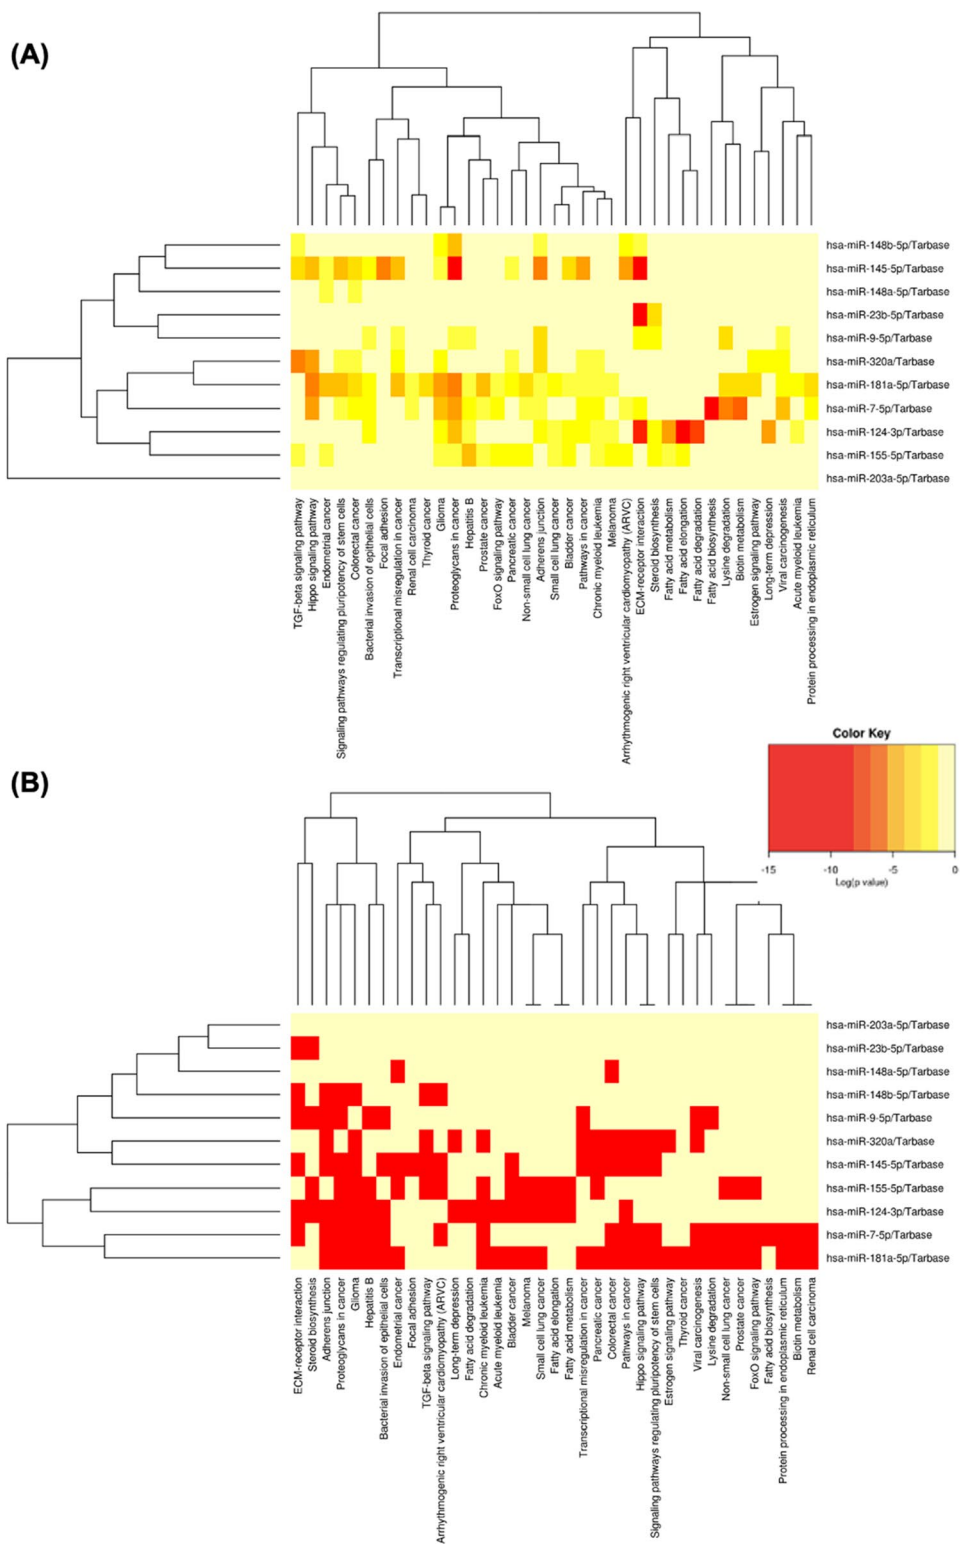 (A)
hsa-miR-148b-5p/Tarbase
hsa-miR-145-5p/Tarbase
hsa-miR-148a-5p/Tarbase
hsa-miR-23b-5p/Tarbase
hsa-miR-9-5p/Tarbase
hsa-miR-320a/Tarbase
hsa-miR-181a-5p/Tarbase
hsa-miR-7-5p/Tarbase
hsa-miR-124-3p/Tarbase
hsa-miR-155-5p/Tarbase
hsa-miR-203a-5p/Tarbase
TGF-beta signaling pathway
Hippo signaling pathway
Endometrial cancer
Signaling pathways regulating pluripotency of stem cells
Colorectal cancer
Bacterial invasion of epithelial cells
Focal adhesion
Transcriptional misregulation in cancer
Renal cell carcinoma
Thyroid cancer
Glioma
Proteoglycans in cancer
Hepatitis B
Prostate cancer
FoxO signaling pathway
Pancreatic cancer
Non-small cell lung cancer
Adherens junction
Small cell lung cancer
Bladder cancer
Pathways in cancer
Chronic myeloid leukemia
Melanoma
Arrhythmogenic right ventricular cardiomyopathy (ARVC)
ECM-receptor interaction
Steroid biosynthesis
Fatty acid metabolism
Fatty acid elongation
Fatty acid degradation
Fatty acid biosynthesis
Lysine degradation
Biotin metabolism
Estrogen signaling pathway
Long-term depression
Viral carcinogenesis
Acute myeloid leukemia
Protein processing in endoplasmic reticulum
Color Key
-15
-10
-5
0
Log(p value)
(B)
hsa-miR-203a-5p/Tarbase
hsa-miR-23b-5p/Tarbase
hsa-miR-148a-5p/Tarbase
hsa-miR-148b-5p/Tarbase
hsa-miR-9-5p/Tarbase
hsa-miR-320a/Tarbase
hsa-miR-145-5p/Tarbase
hsa-miR-155-5p/Tarbase
hsa-miR-124-3p/Tarbase
hsa-miR-7-5p/Tarbase
hsa-miR-181a-5p/Tarbase
ECM-receptor interaction
Steroid biosynthesis
Adherens junction
Proteoglycans in cancer
Glioma
Hepatitis B
Bacterial invasion of epithelial cells
Endometrial cancer
Focal adhesion
TGF-beta signaling pathway
Arrhythmogenic right ventricular cardiomyopathy (ARVC)
Long-term depression
Fatty acid degradation
Chronic myeloid leukemia
Acute myeloid leukemia
Bladder cancer
Melanoma
Small cell lung cancer
Fatty acid elongation
Fatty acid metabolism
Transcriptional misregulation in cancer
Pancreatic cancer
Colorectal cancer
Pathways in cancer
Hippo signaling pathway
Signaling pathways regulating pluripotency of stem cells
Estrogen signaling pathway
Thyroid cancer
Viral carcinogenesis
Lysine degradation
Non-small cell lung cancer
Prostate cancer
FoxO signaling pathway
Fatty acid biosynthesis
Protein processing in endoplasmic reticulum
Biotin metabolism
Renal cell carcinoma